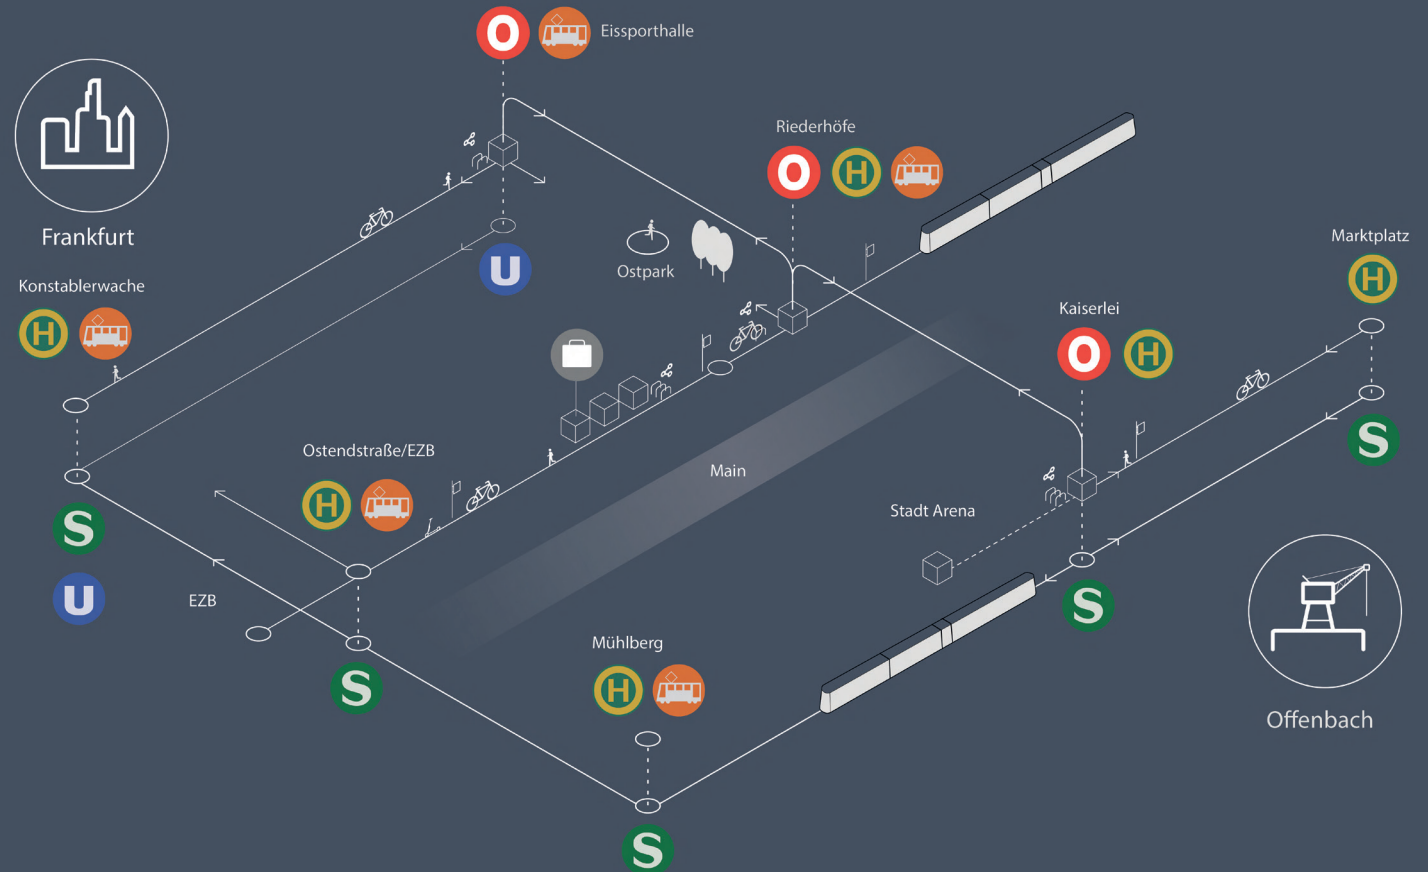 O
Eissporthalle
Frankfurt
Riederhöfe
O
H
Marktplatz
H
U
Ostpark
Konstablerwache
H
Kaiserlei
O
H
S
Ostendstraße/EZB
H
Main
Stadt Arena
S
U
EZB
S
Mühlberg
H
S
Offenbach
S